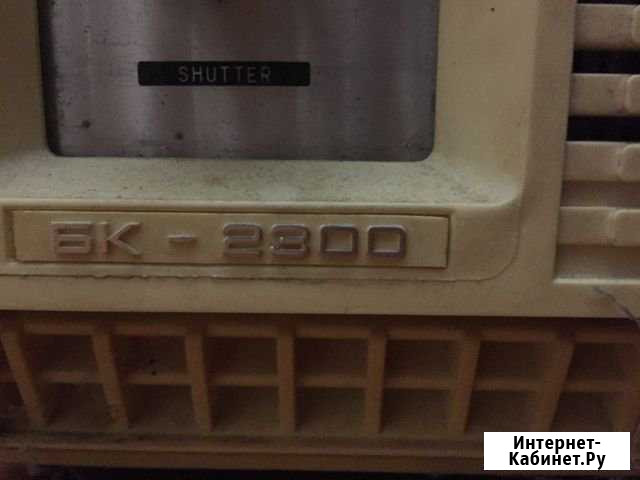 SHUTTER
БК - 2300
Интернет-
Кабинет.Ру